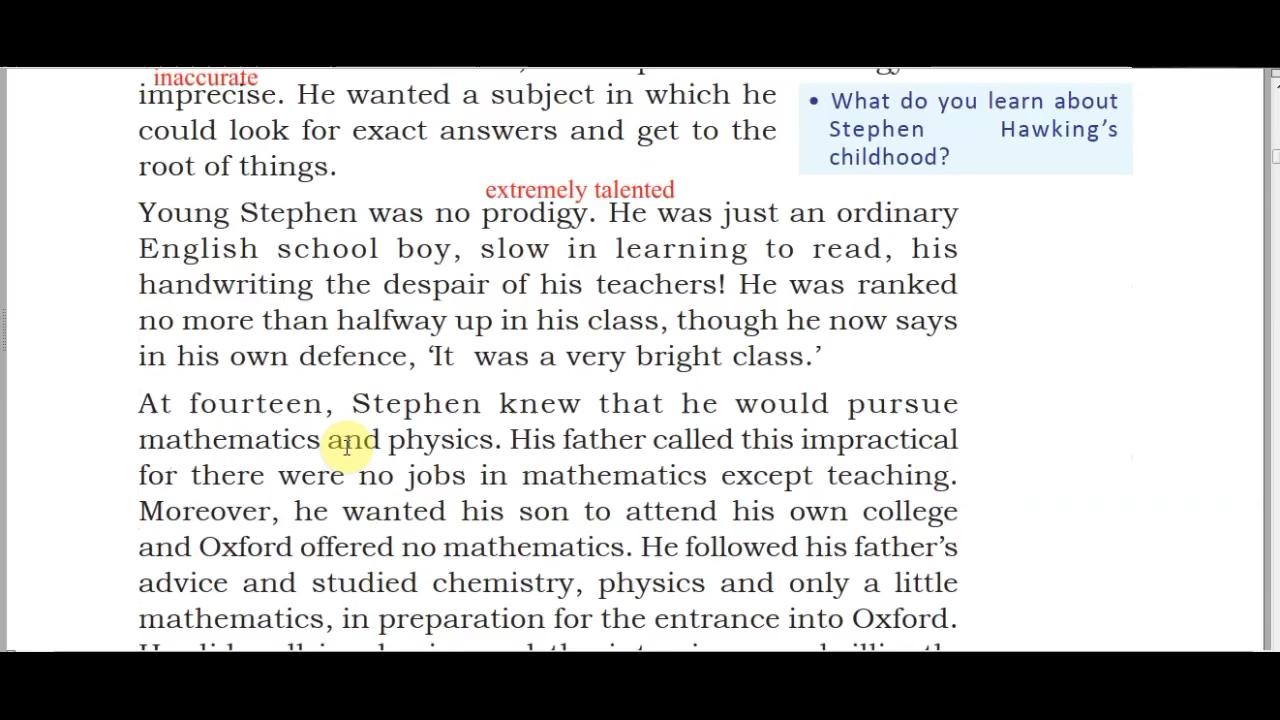 inaccurate
imprecise. He wanted a subject in which he
could look for exact answers and get to the
root of things.
• What do you learn about
Stephen Hawking's
childhood?
extremely talented
Young Stephen was no prodigy. He was just an ordinary
English school boy, slow in learning to read, his
handwriting the despair of his teachers! He was ranked
no more than halfway up in his class, though he now says
in his own defence, ‘It was a very bright class.’
At fourteen, Stephen knew that he would pursue
mathematics and physics. His father called this impractical
for there were no jobs in mathematics except teaching.
Moreover, he wanted his son to attend his own college
and Oxford offered no mathematics. He followed his father's
advice and studied chemistry, physics and only a little
mathematics, in preparation for the entrance into Oxford.